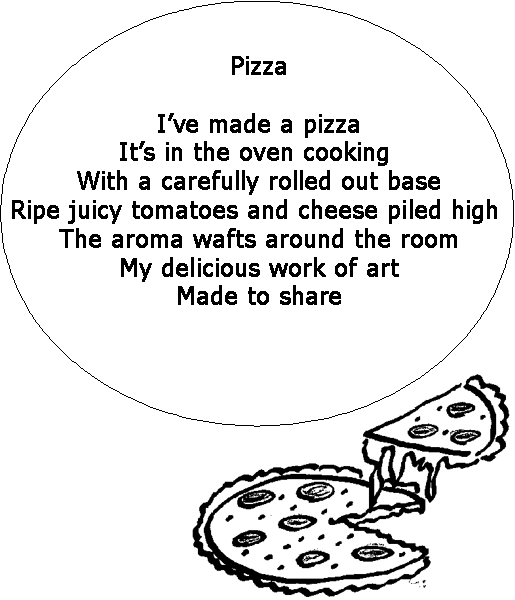 Pizza
I’ve made a pizza
It’s in the oven cooking
With a carefully rolled out base
Ripe juicy tomatoes and cheese piled high
The aroma wafts around the room
My delicious work of art
Made to share